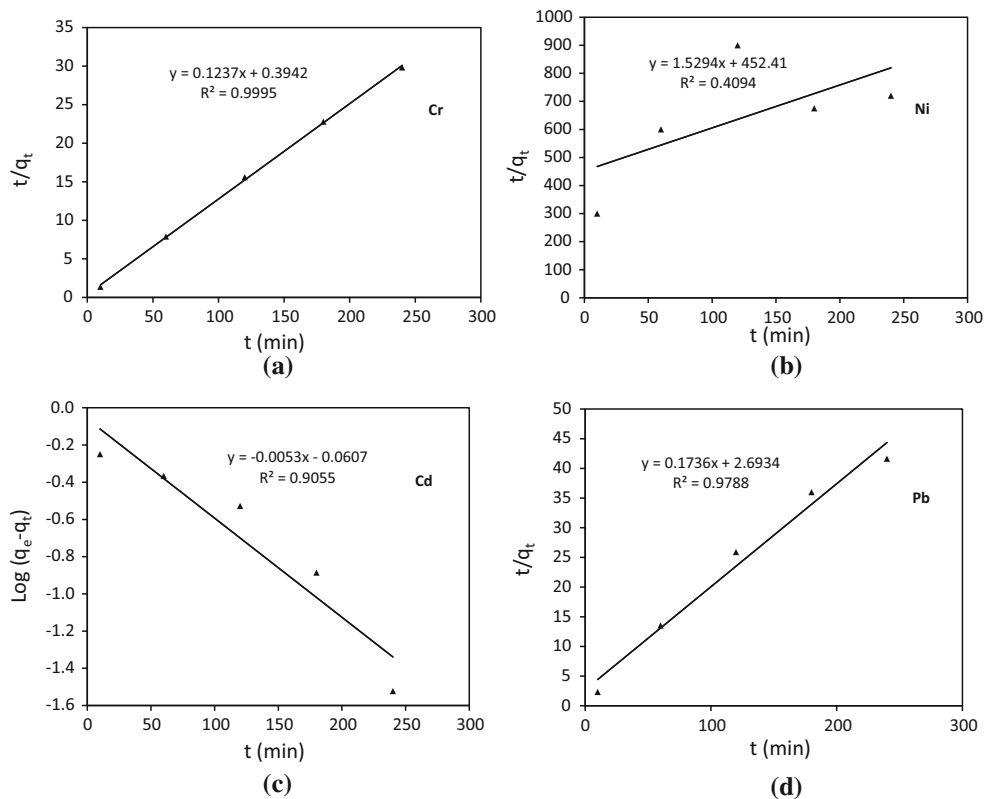 35
30
25
20
15
10
5
0
t/qt
y = 0.1237x + 0.3942
R² = 0.9995
Cr
0 50 100 150 200 250 300
t (min)
(a)
1000
900
800
700
600
500
400
300
200
100
0
t/qt
y = 1.5294x + 452.41
R² = 0.4094
Ni
0 50 100 150 200 250 300
t (min)
(b)
0.0
-0.2
-0.4
-0.6
-0.8
-1.0
-1.2
-1.4
-1.6
Log (qe-qt)
y = -0.0053x - 0.0607
R² = 0.9055
Cd
0 50 100 150 200 250 300
t (min)
(c)
50
45
40
35
30
25
20
15
10
5
0
t/qt
y = 0.1736x + 2.6934
R² = 0.9788
Pb
0 100 200 300
t (min)
(d)